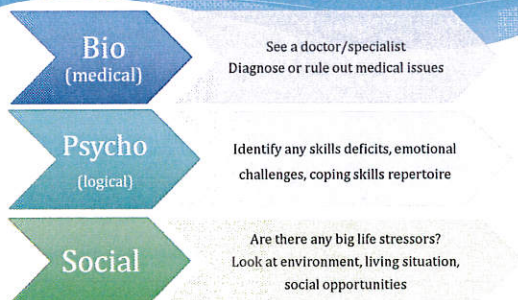 Bio
(medical)
See a doctor/specialist
Diagnose or rule out medical issues
Psycho
(logical)
Identify any skills deficits, emotional
challenges, coping skills repertoire
Social
Are there any big life stressors?
Look at environment, living situation,
social opportunities